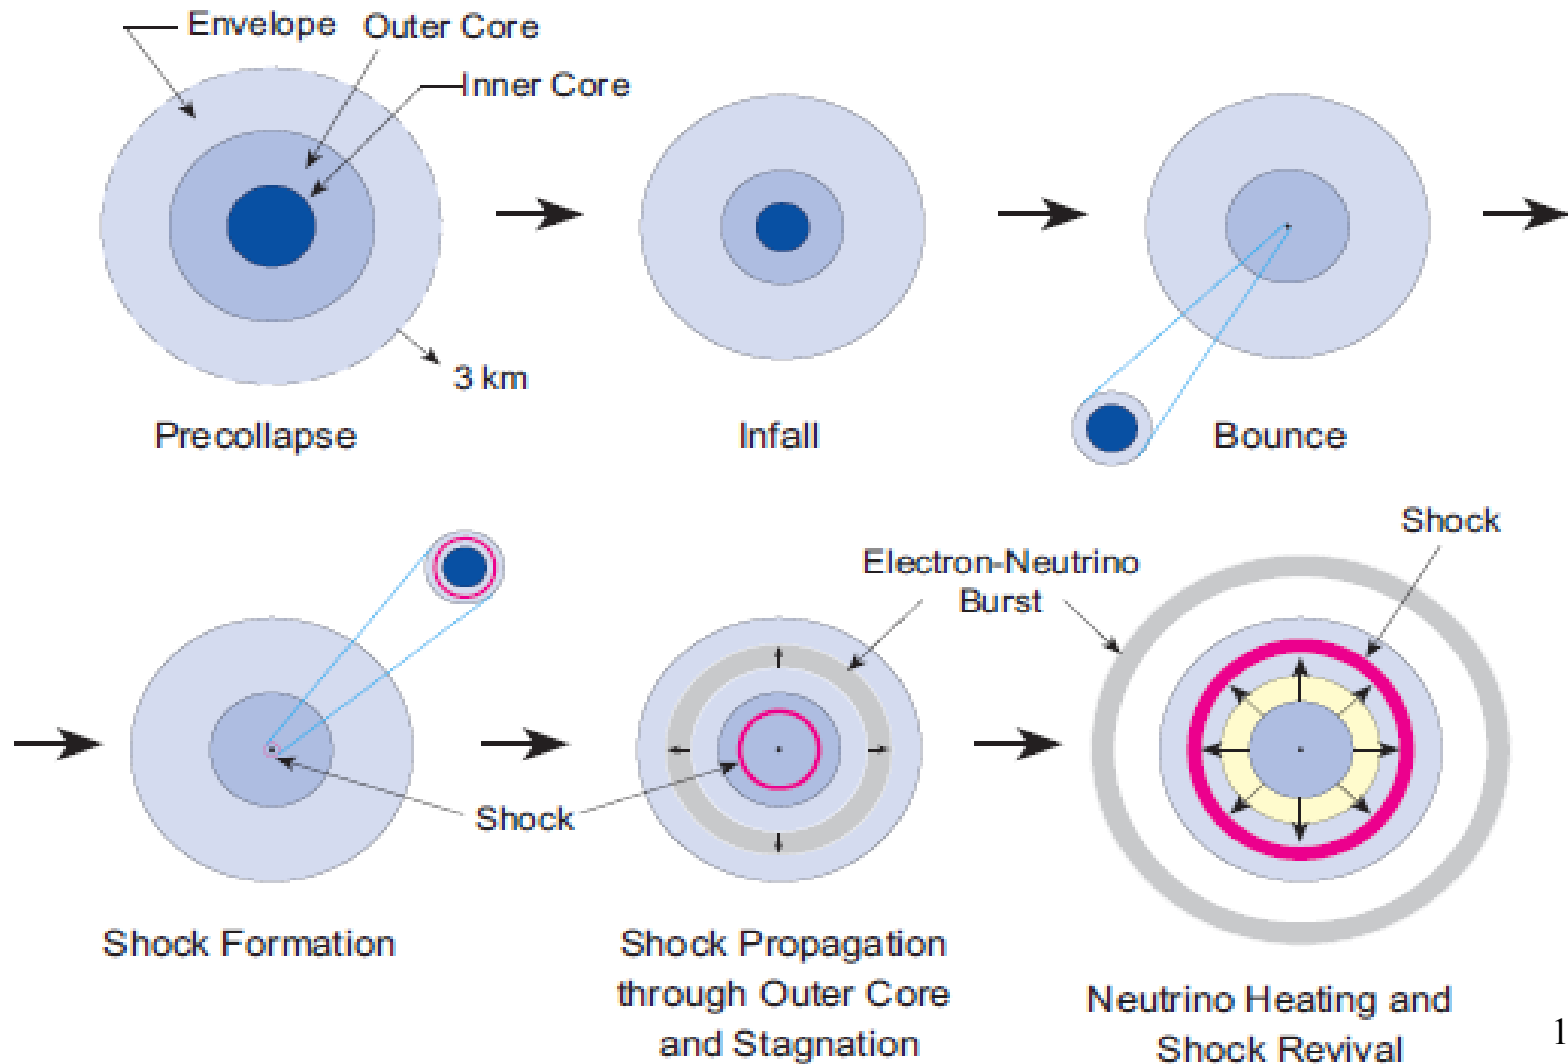 Envelope
Outer Core
Inner Core
3 km
Precollapse
Infall
Bounce
Shock
Electron-Neutrino
Burst
Shock
Shock Formation
Shock Propagation
through Outer Core
and Stagnation
Neutrino Heating and
Shock Revival
1